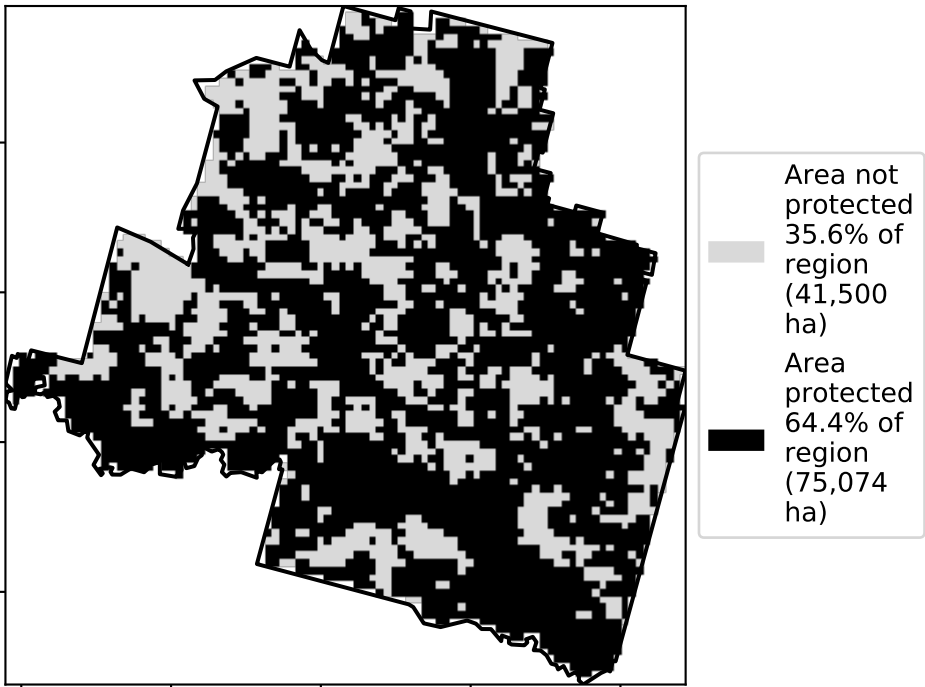 Area not
protected
35.6% of
region
(41,500
ha)
Area
protected
64.4% of
region
(75,074
ha)